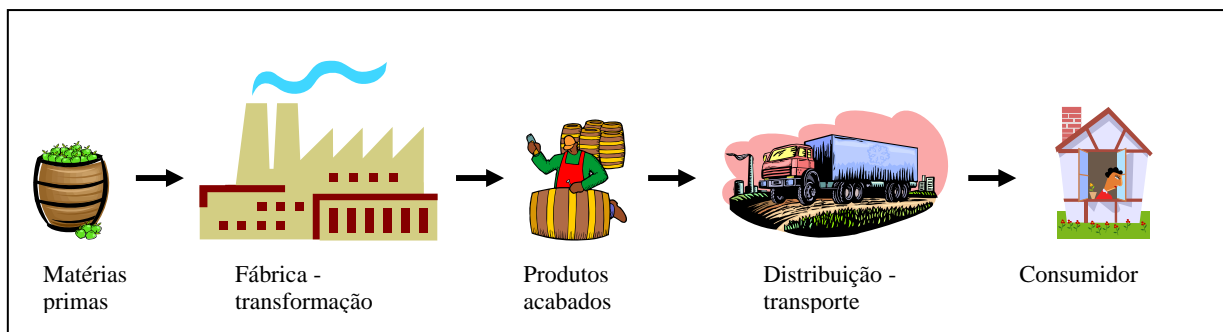 Matérias
primas
Fábrica -
transformação
Produtos
acabados
Distribuição -
transporte
Consumidor